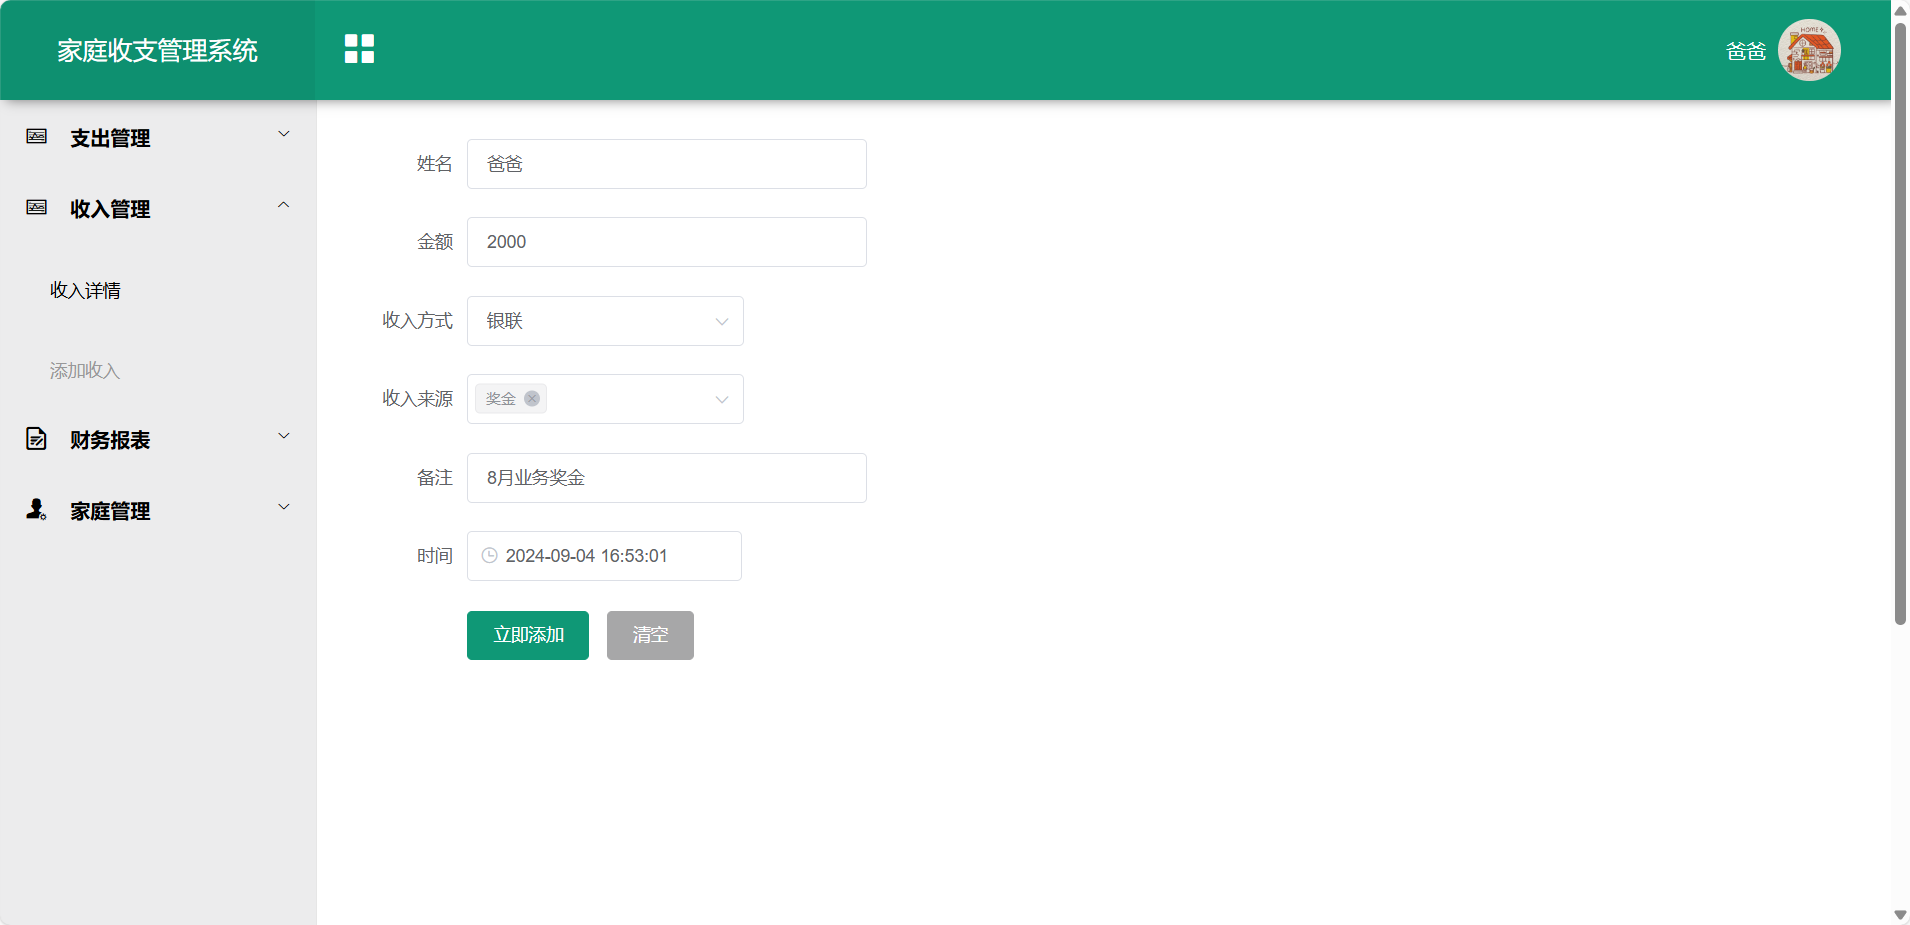 家庭收支管理系统
爸爸
HOME
支出管理
收入管理
收入详情
添加收入
财务报表
家庭管理
姓名 爸爸
金额 2000
收入方式 银联
收入来源 奖金
备注 8月业务奖金
时间 2024-09-04 16:53:01
立即添加 清空